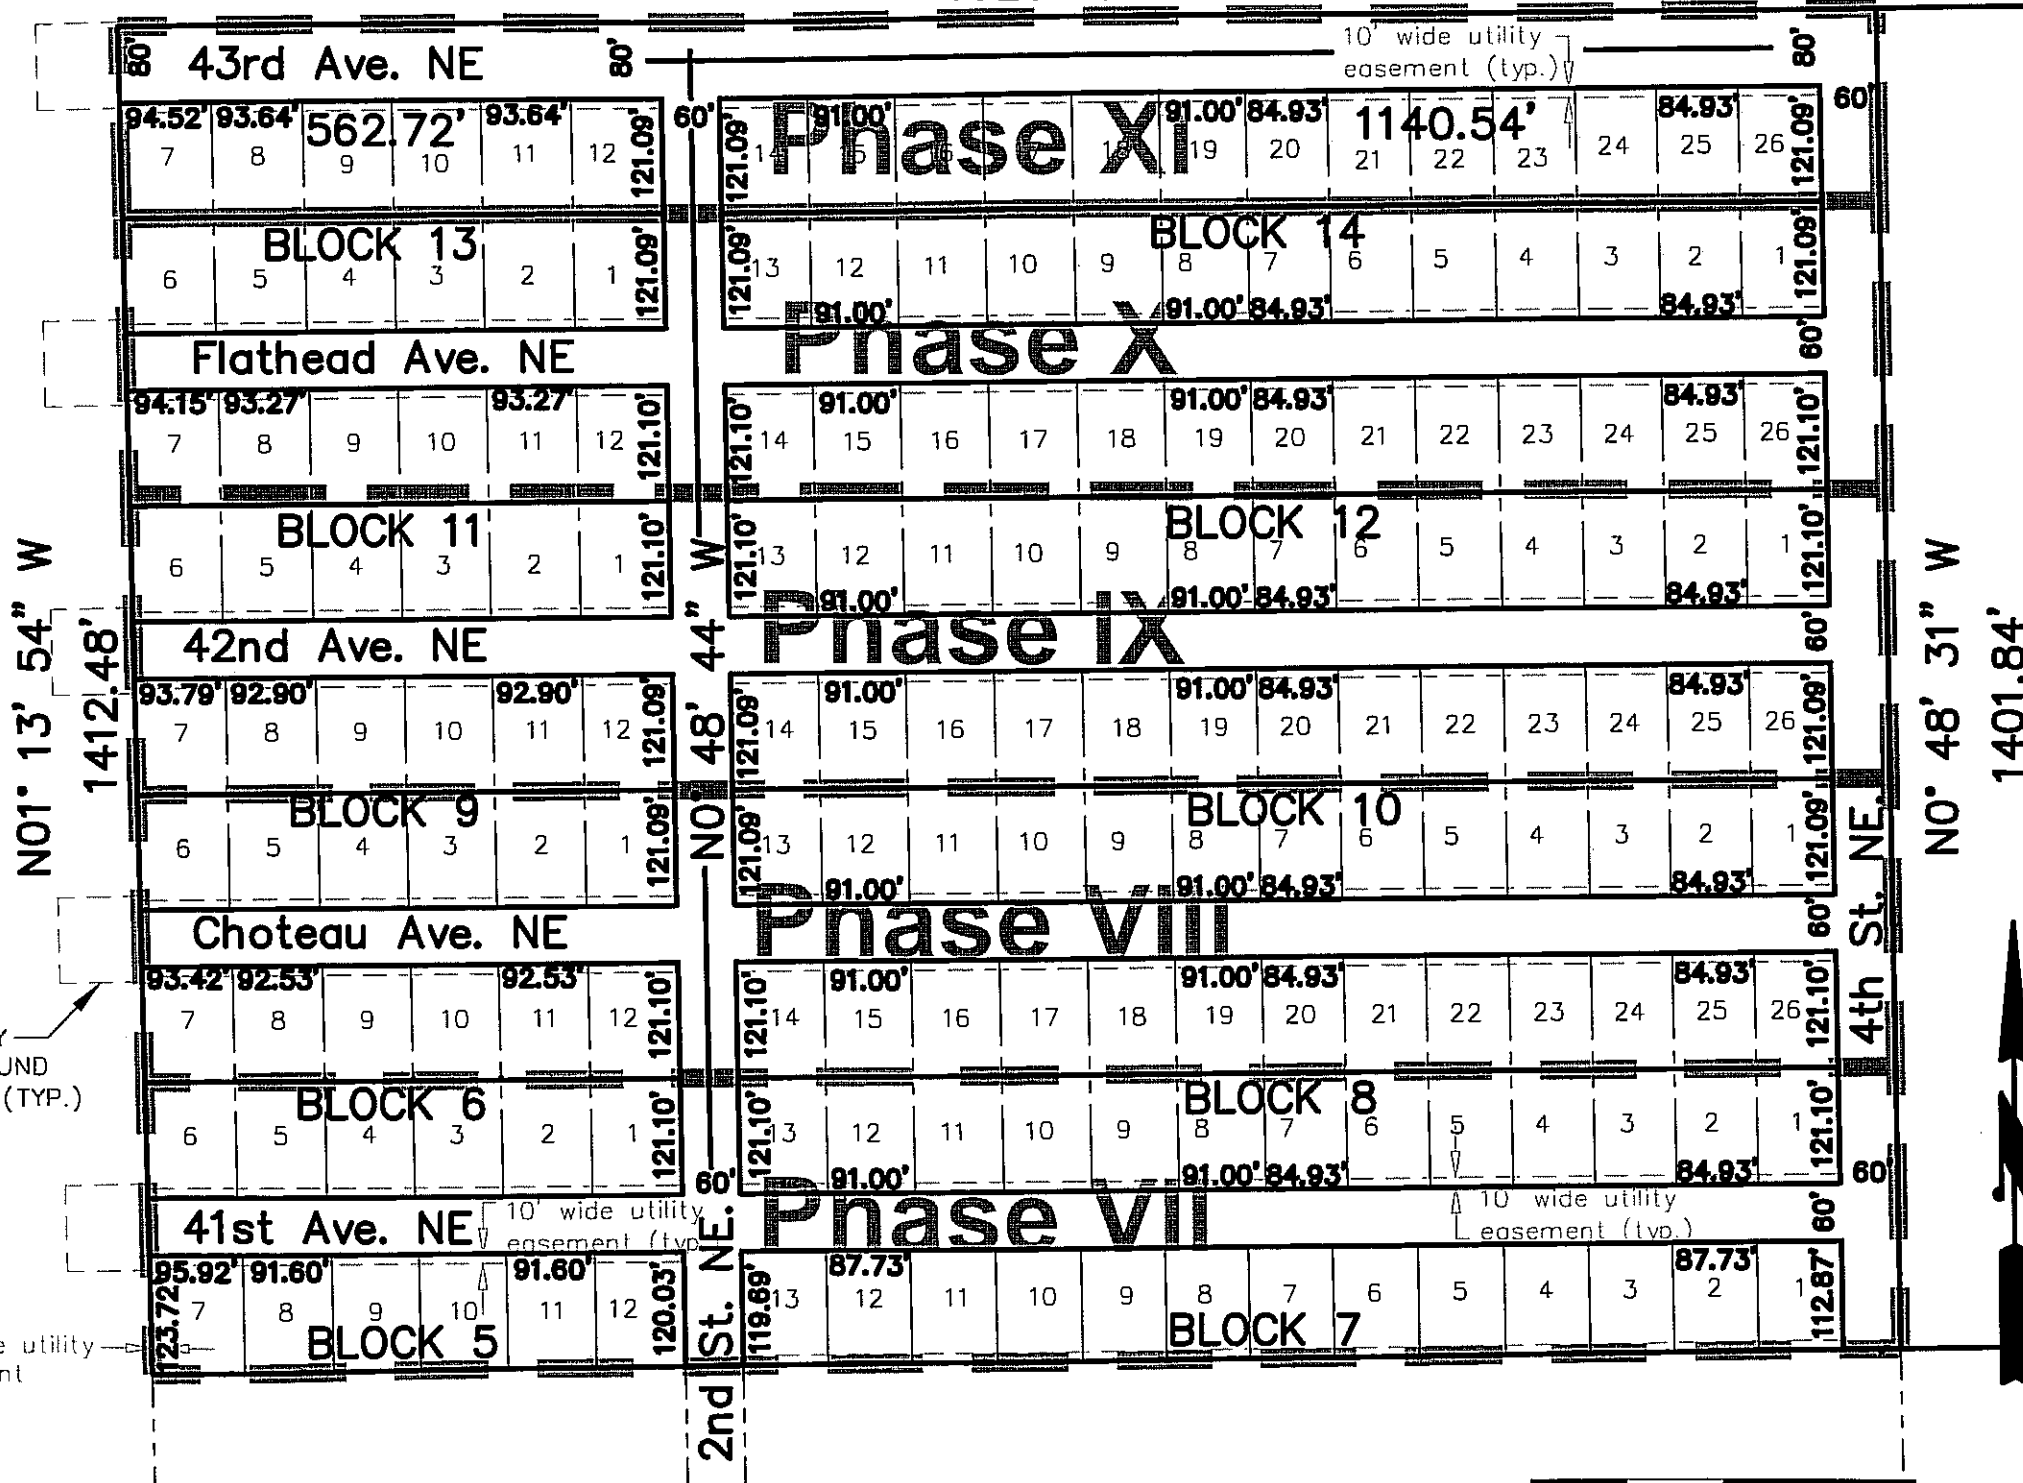 80' 43rd Ave. NE 80' 10' wide utility easement (typ.) 80'
94.52' 93.64' 562.72' 93.64' 121.09' 60' 121.09' 91.00' Phase XI 91.00' 84.93' 1140.54' 84.93' 121.09' 60'
7 8 9 10 11 12 14 15 16 17 18 19 20 21 22 23 24 25 26
BLOCK 13 BLOCK 14
6 5 4 3 2 1 121.09' 121.09' 13 12 11 10 9 8 7 6 5 4 3 2 1 121.09'
91.00' 91.00' 84.93' 84.93'
Flathead Ave. NE Phase X 60'
94.15' 93.27' 93.27' 121.10' 121.10' 91.00' 91.00' 84.93' 84.93' 121.10'
7 8 9 10 11 12 14 15 16 17 18 19 20 21 22 23 24 25 26
BLOCK 11 BLOCK 12
6 5 4 3 2 1 121.10' 121.10' 13 12 11 10 9 8 7 6 5 4 3 2 1 121.10'
91.00' 91.00' 84.93' 84.93'
42nd Ave. NE Phase IX 60'
N01° 13' 54" W
1412.48'
N0° 48' 44" W
N0° 48' 31" W
1401.84'
93.79' 92.90' 92.90' 121.09' 121.09' 91.00' 91.00' 84.93' 84.93' 121.09'
7 8 9 10 11 12 14 15 16 17 18 19 20 21 22 23 24 25 26
BLOCK 9 BLOCK 10
6 5 4 3 2 1 121.09' 121.09' 13 12 11 10 9 8 7 6 5 4 3 2 1 121.09'
91.00' 91.00' 84.93' 84.93'
Choteau Ave. NE Phase VIII 60' 4th St. NE.
93.42' 92.53' 92.53' 121.10' 121.10' 91.00' 91.00' 84.93' 84.93' 121.10'
7 8 9 10 11 12 14 15 16 17 18 19 20 21 22 23 24 25 26
Y
UND
(TYP.)
BLOCK 6 BLOCK 8
6 5 4 3 2 1 121.10' 121.10' 13 12 11 10 9 8 7 6 5 4 3 2 1 121.10'
60' 91.00' 91.00' 84.93' 84.93' 60'
41st Ave. NE 10' wide utility easement (typ Phase VII 10' wide utility easement (typ.) 60'
95.92' 91.60' 91.60' 87.73' 87.73'
123.72' 7 8 9 10 11 12 120.03' 119.69' 13 12 11 10 9 8 7 6 5 4 3 2 1 112.87'
BLOCK 5 BLOCK 7
e utility
nt
2nd St. NE.
N